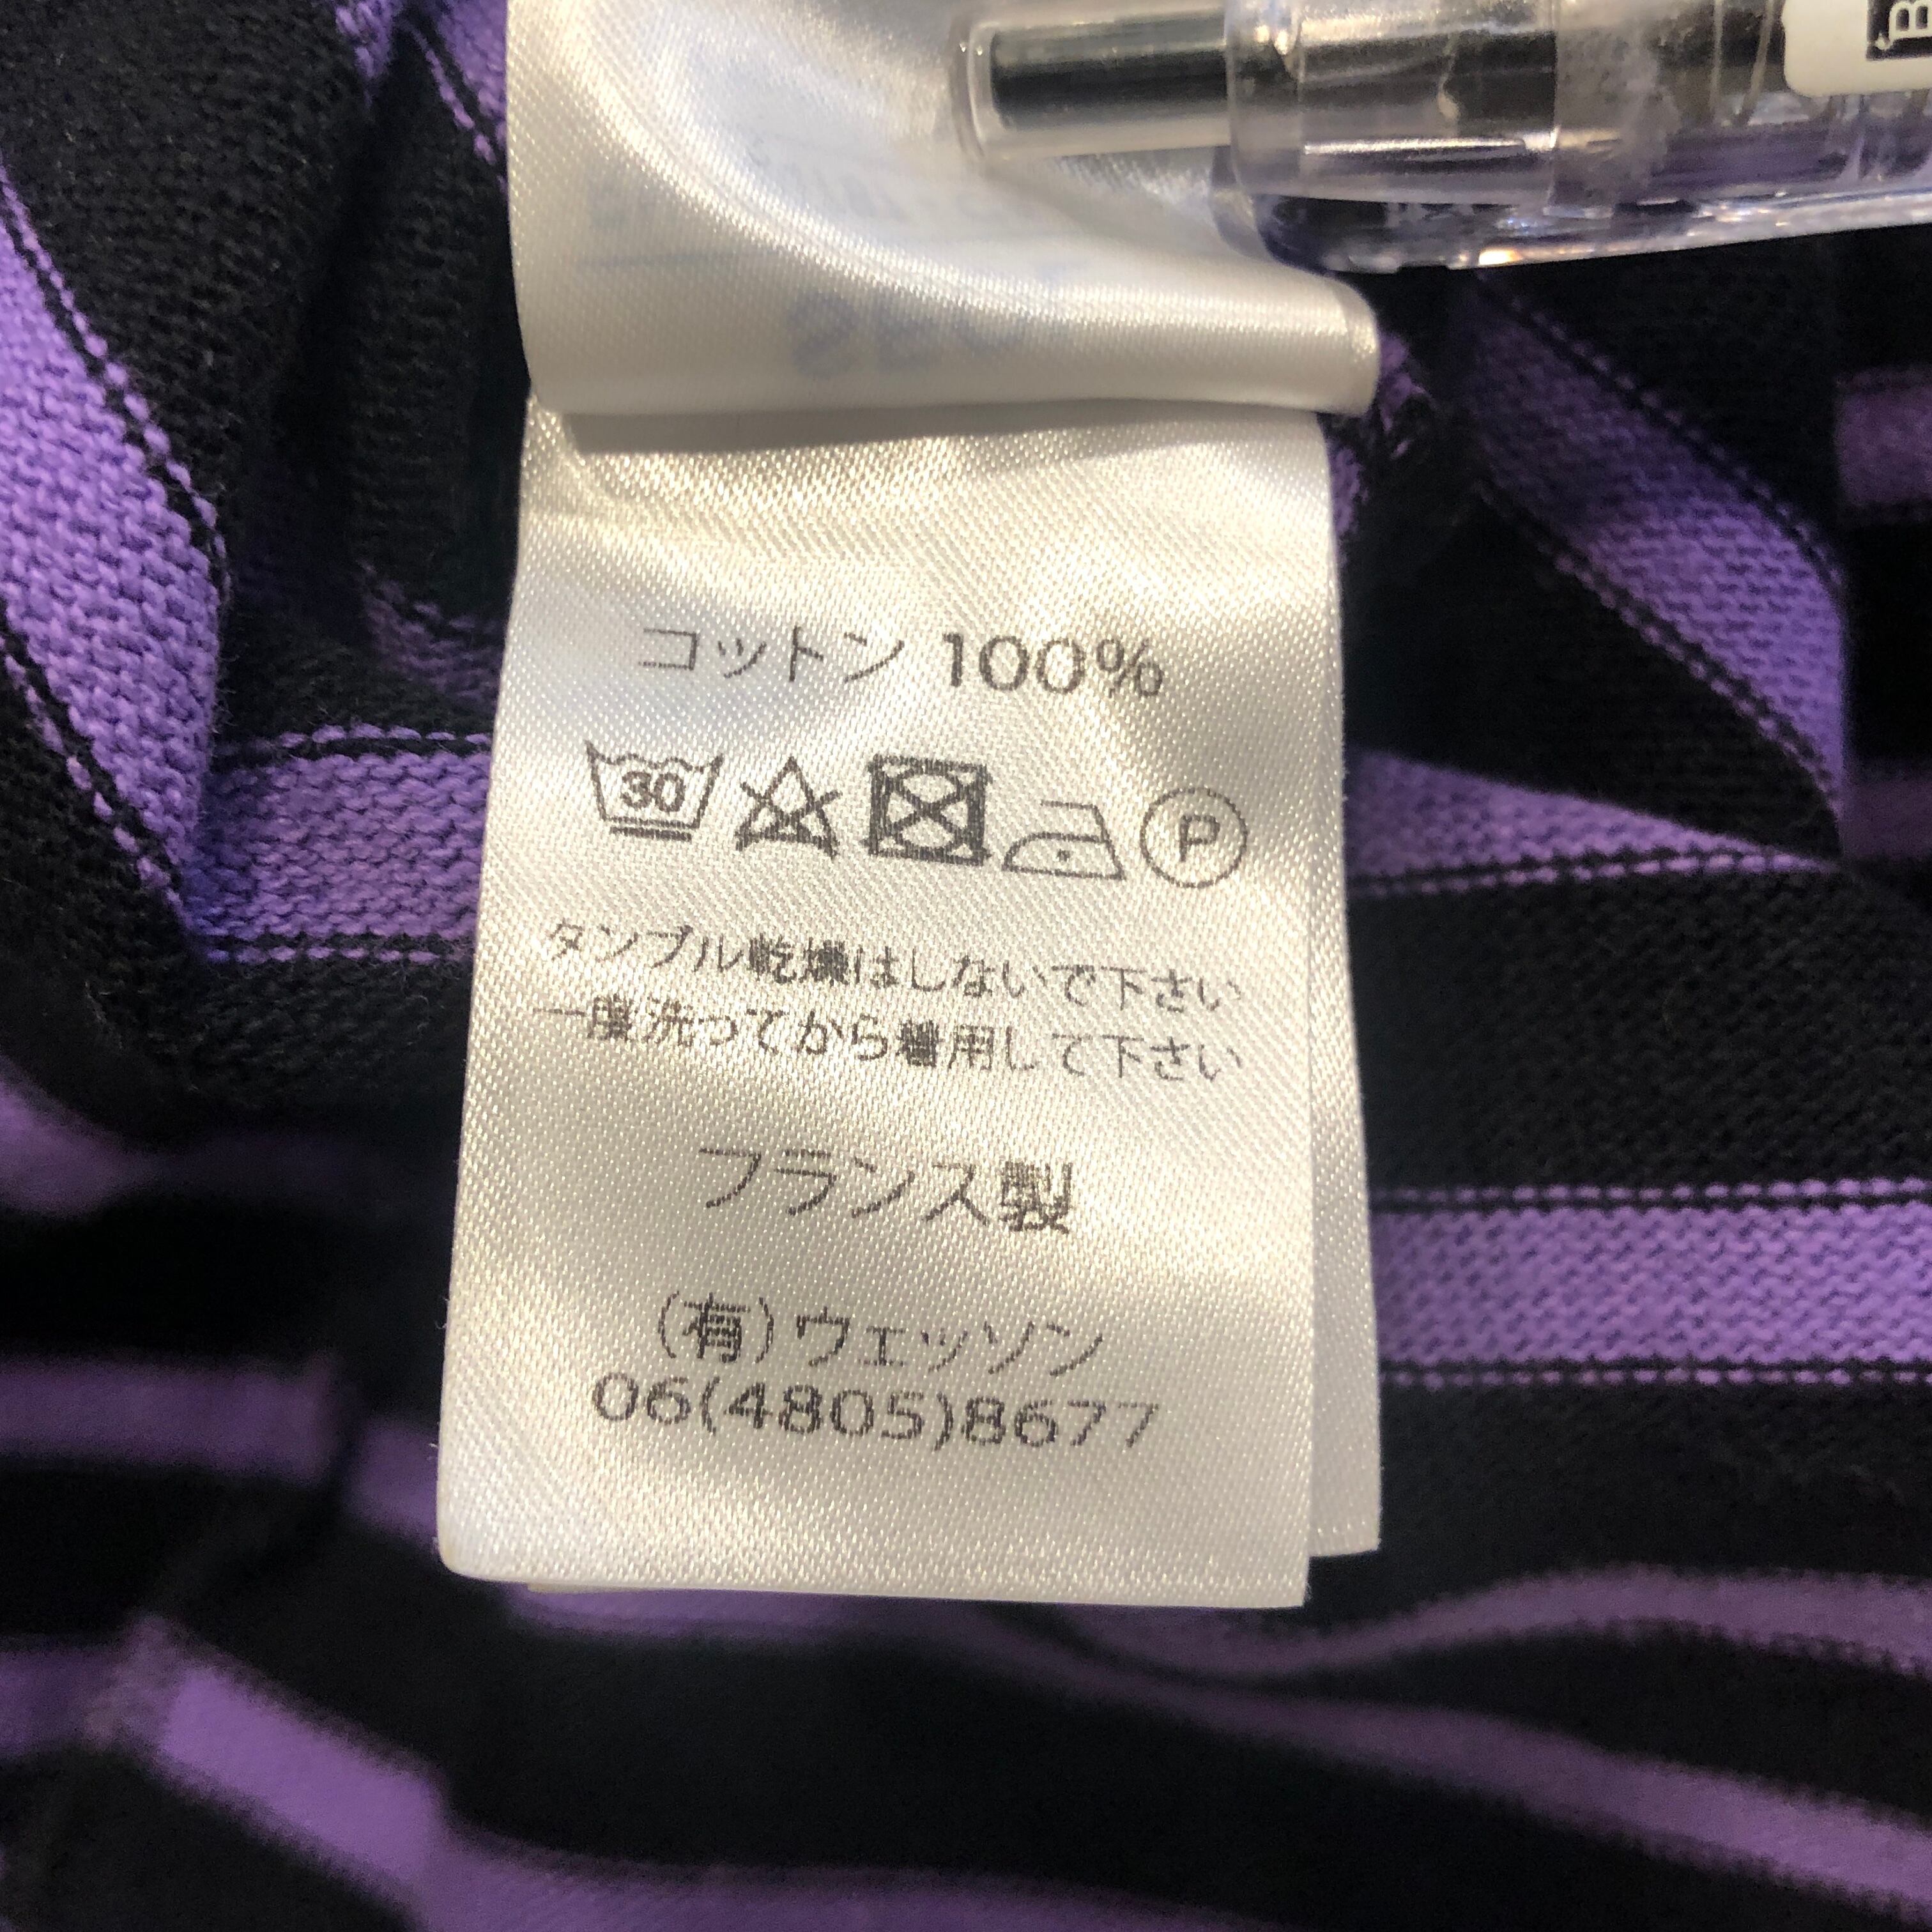 コットン 100%
30
P
タンブル乾燥はしないで下さい
一度洗ってから着用して下さい
フランス製
(有)ウェッソン
06(4805)8677